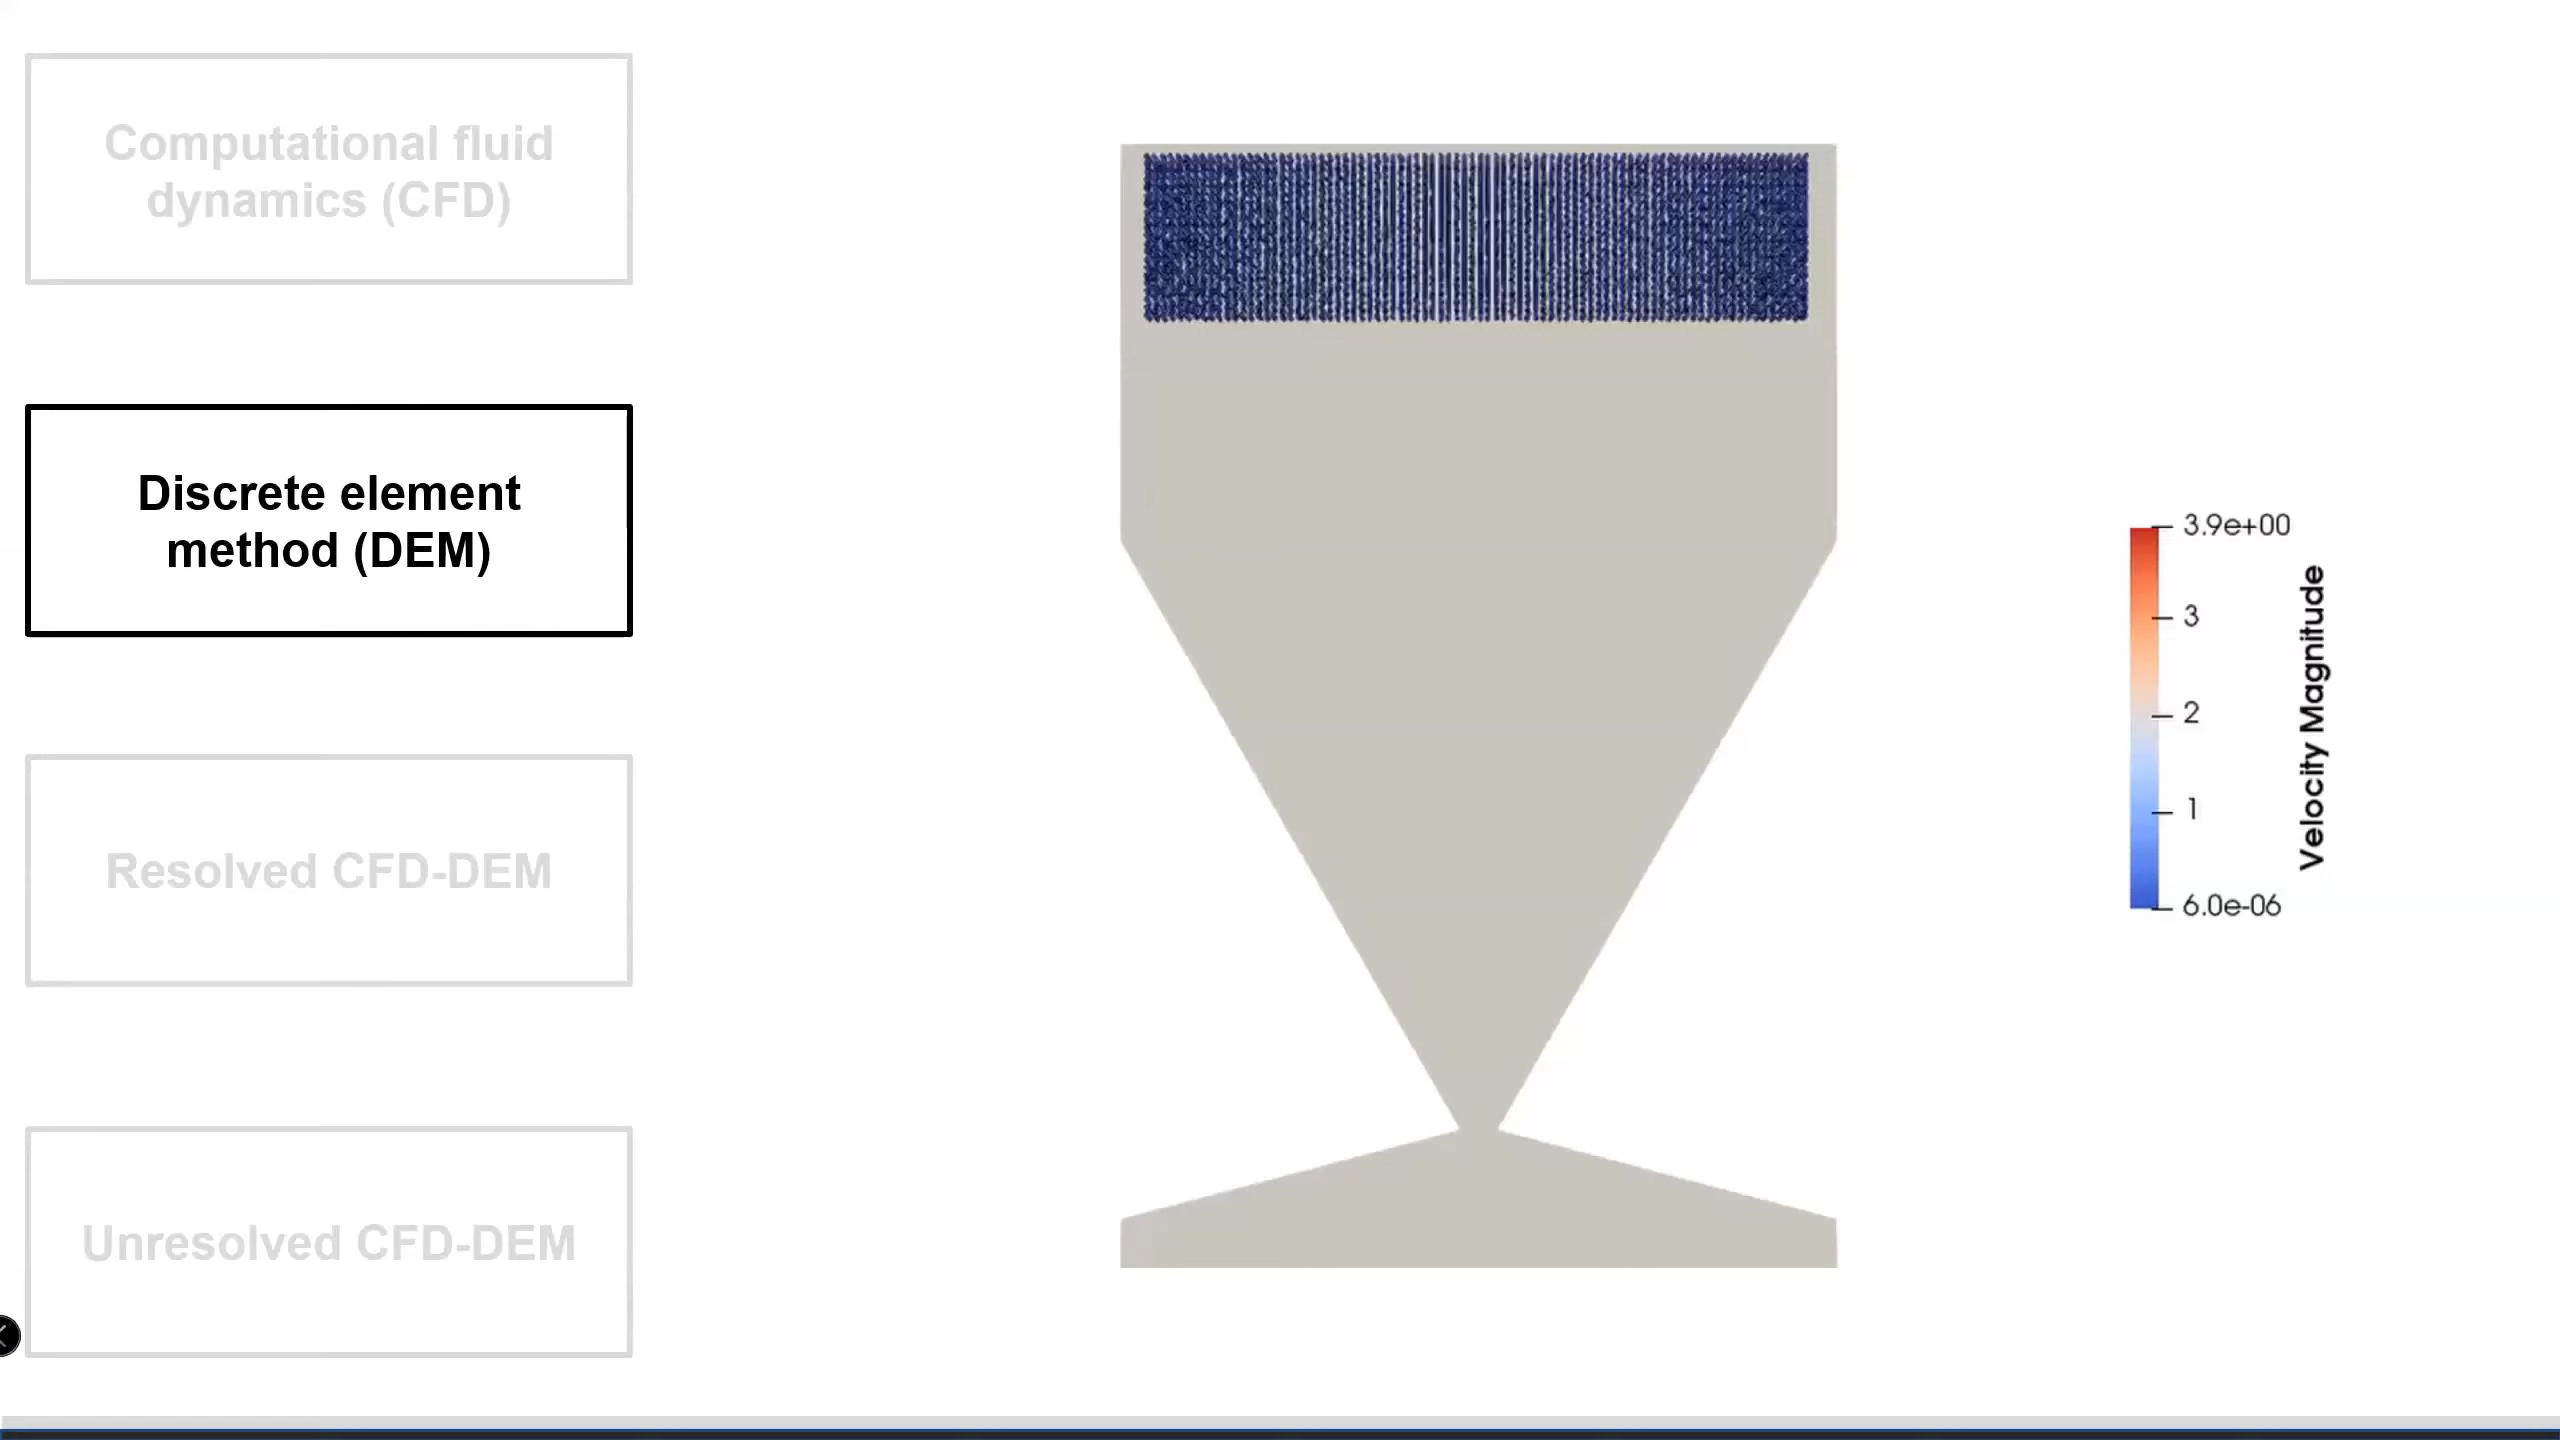 Computational fluid
dynamics (CFD)
Discrete element
method (DEM)
Resolved CFD-DEM
Unresolved CFD-DEM
3.9e+00
3
2
1
6.0e-06
Velocity Magnitude